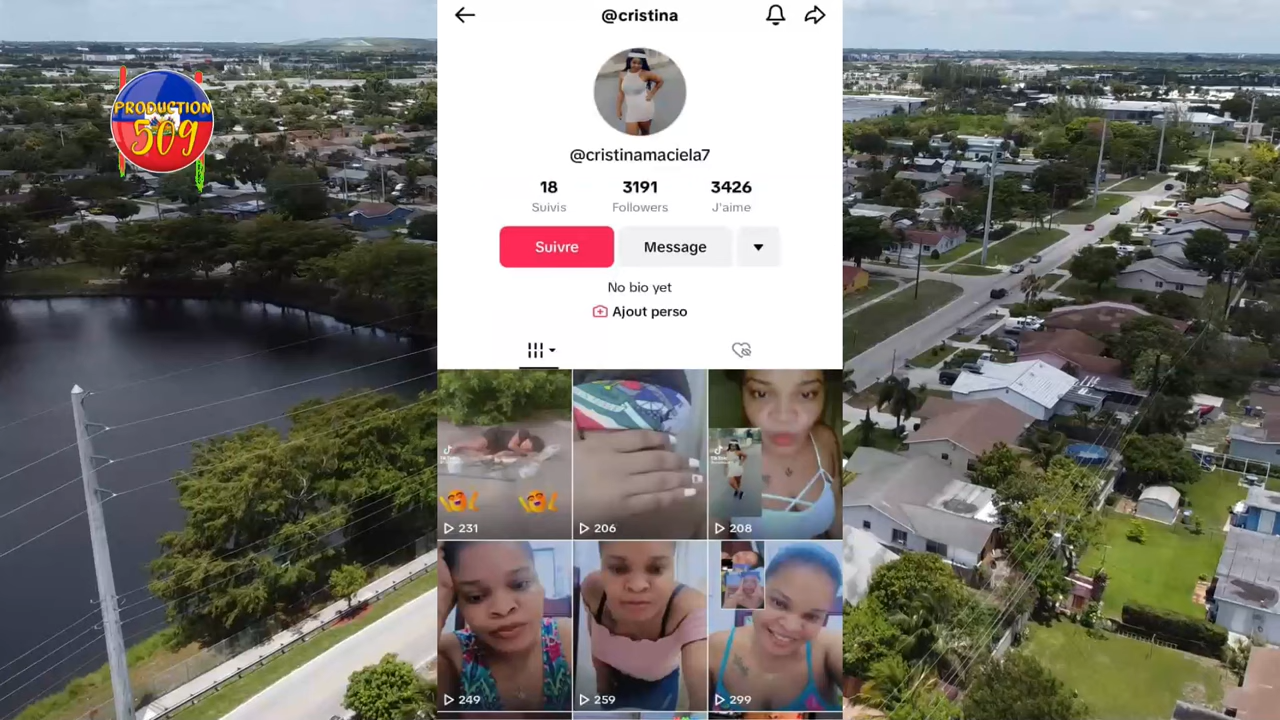 PRODUCTION
509
@cristina
@cristinamaciela7
18
3191
3426
Suivis
Followers
J'aime
Suivre
Message
No bio yet
Ajout perso
231
206
208
249
259
299